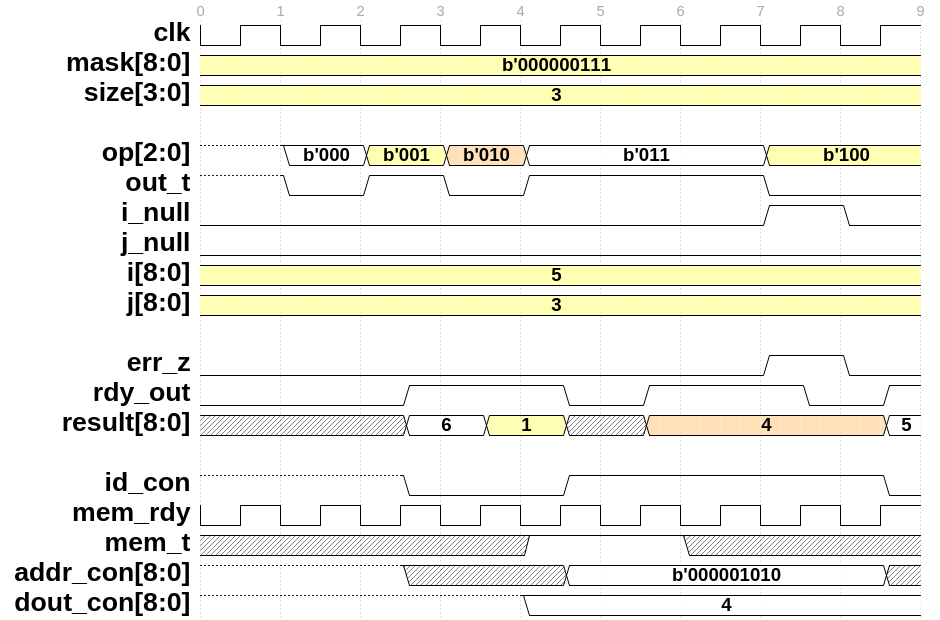 0 1 2 3 4 5 6 7 8 9
clk
mask[8:0] b'000000111
size[3:0] 3
op[2:0] b'000 b'001 b'010 b'011 b'100
out_t
i_null
j_null
i[8:0] 5
j[8:0] 3
err_z
rdy_out
result[8:0] 6 1 4 5
id_con
mem_rdy
mem_t
addr_con[8:0] b'000001010
dout_con[8:0] 4